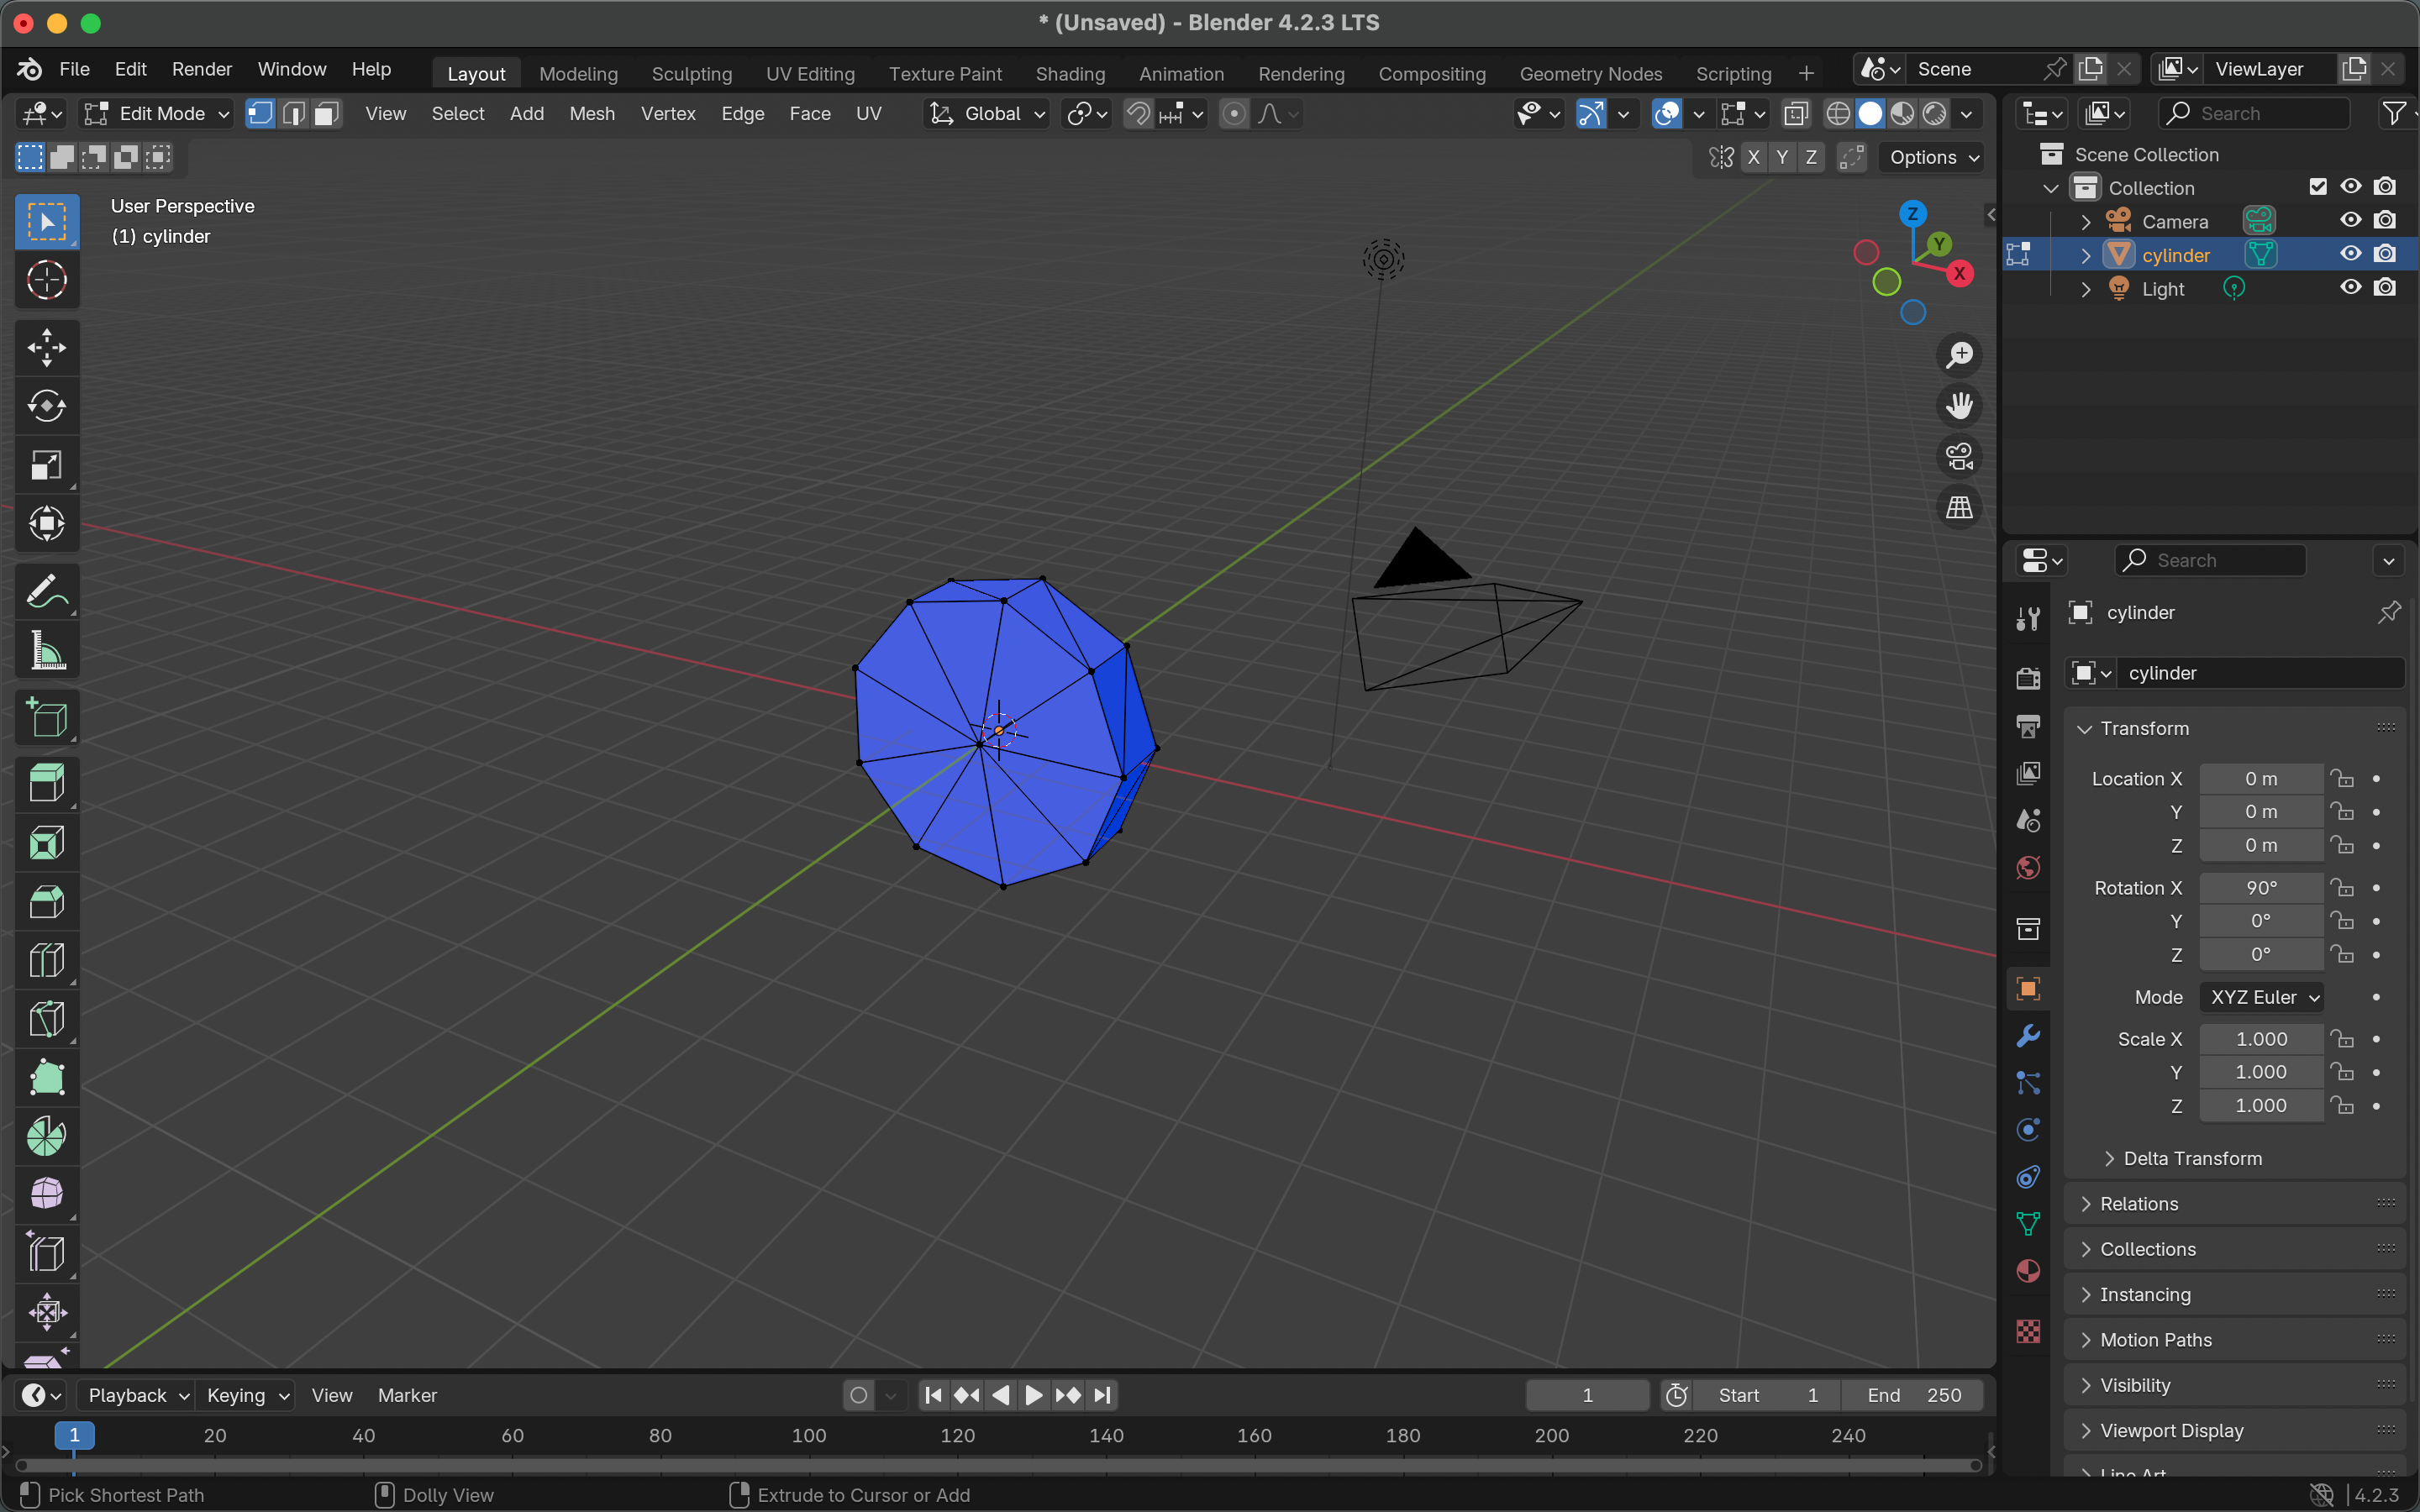 * (Unsaved) - Blender 4.2.3 LTS
File Edit Render Window Help Layout Modeling Sculpting UV Editing Texture Paint Shading Animation Rendering Compositing Geometry Nodes Scripting + Scene ViewLayer
Edit Mode View Select Add Mesh Vertex Edge Face UV Global Search
X Y Z Options
Scene Collection
Collection
Camera
cylinder
Light
User Perspective
(1) cylinder
Z
Y
X
Search
cylinder
cylinder
Transform
Location X 0 m
Y 0 m
Z 0 m
Rotation X 90°
Y 0°
Z 0°
Mode XYZ Euler
Scale X 1.000
Y 1.000
Z 1.000
Delta Transform
Relations
Collections
Instancing
Motion Paths
Visibility
Viewport Display
Line Art
Playback Keying View Marker 1 Start 1 End 250
1 20 40 60 80 100 120 140 160 180 200 220 240
Pick Shortest Path Dolly View Extrude to Cursor or Add 4.2.3